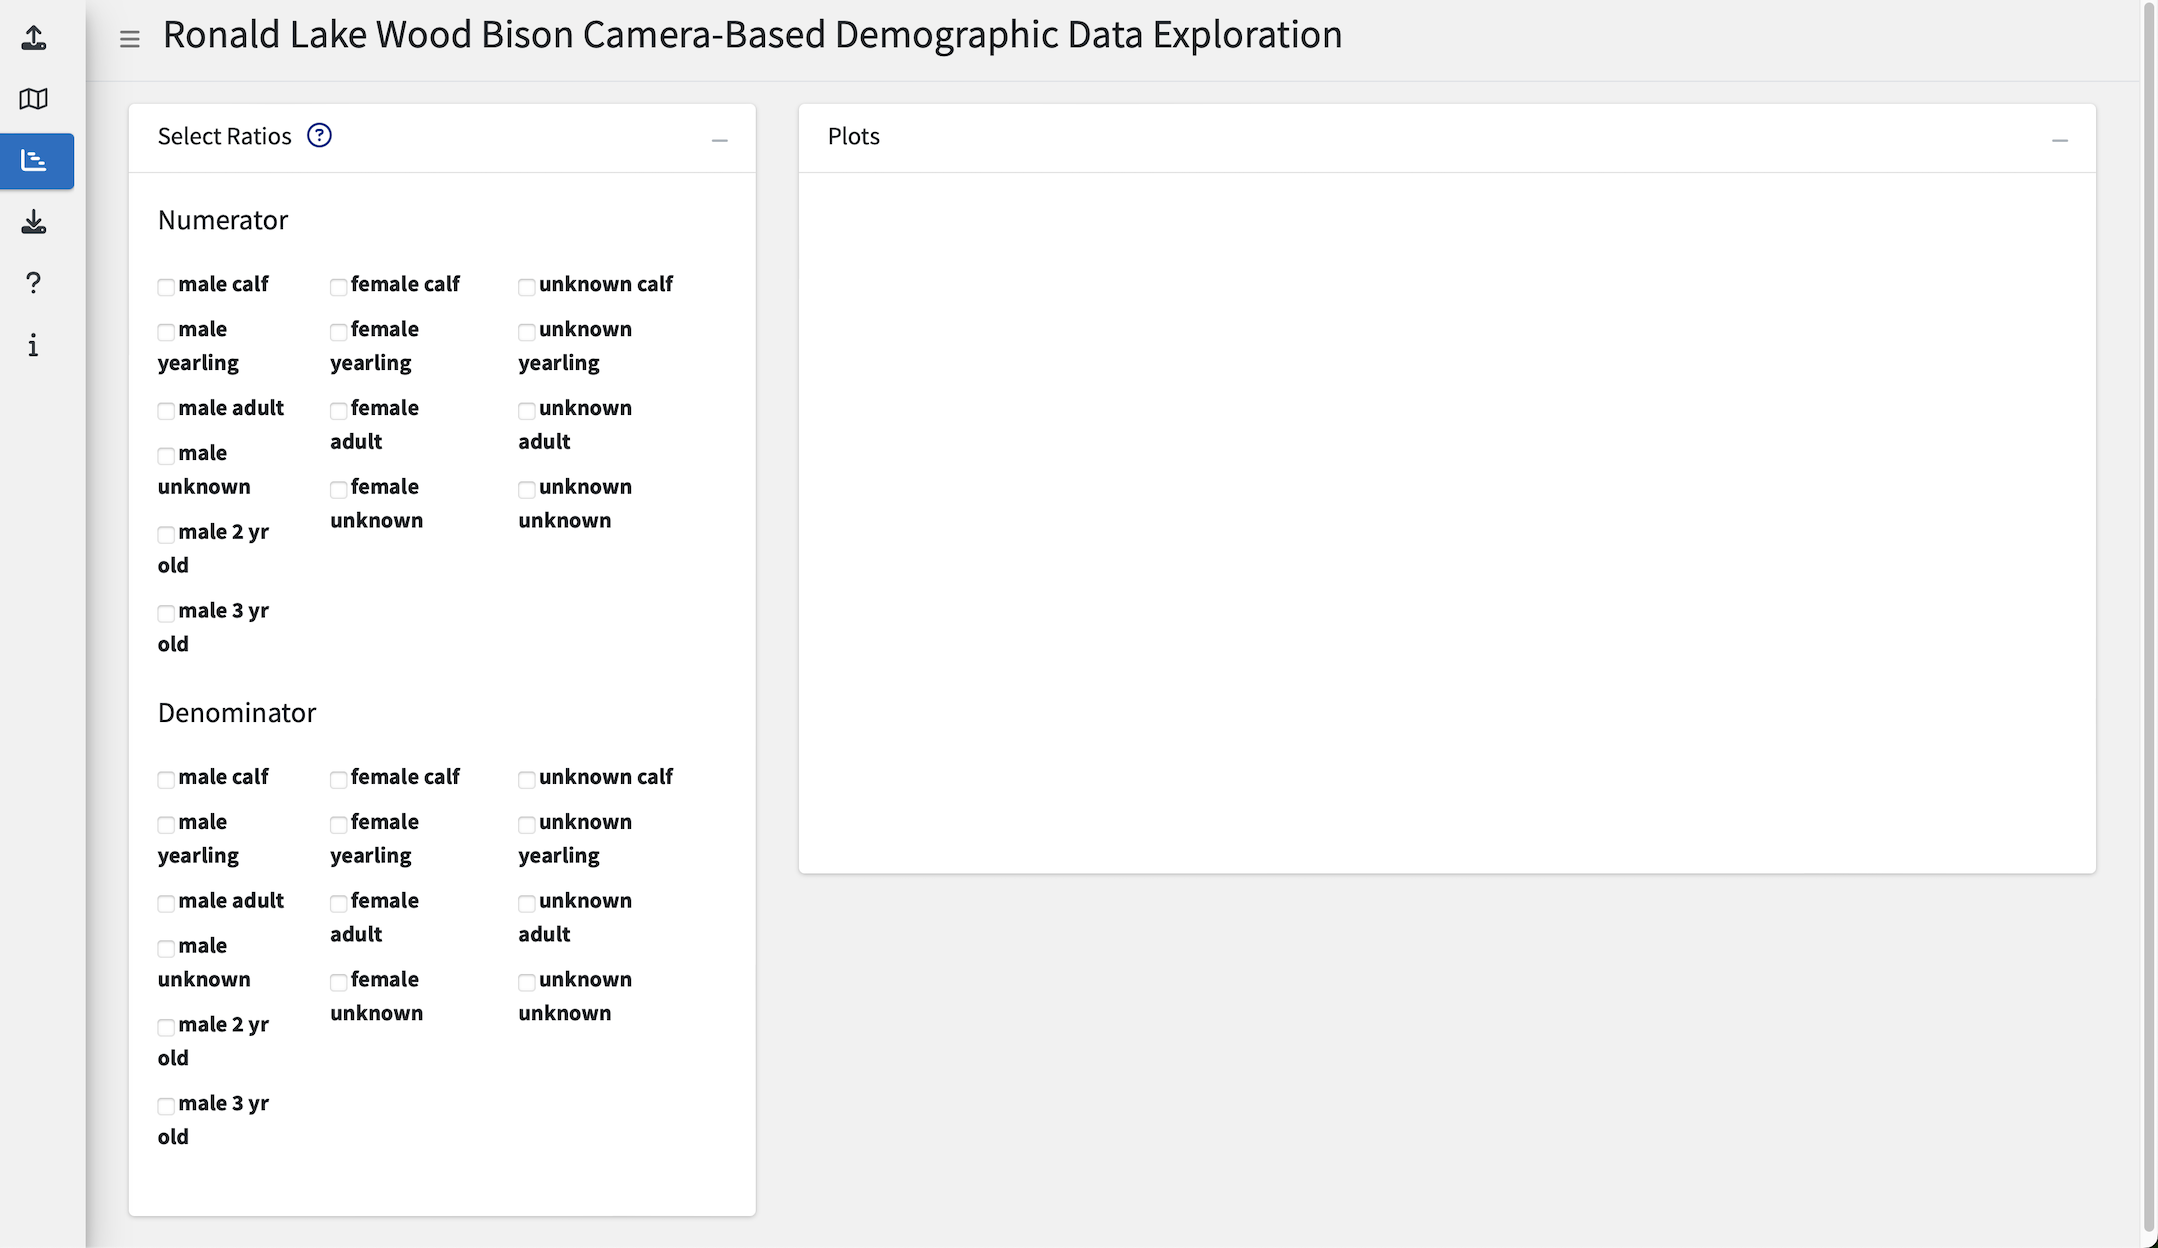 Ronald Lake Wood Bison Camera-Based Demographic Data Exploration
Select Ratios ?
Numerator
male calf
male
yearling
male adult
male
unknown
male 2 yr
old
male 3 yr
old
female calf
female
yearling
female
adult
female
unknown
unknown calf
unknown
yearling
unknown
adult
unknown
unknown
Denominator
male calf
male
yearling
male adult
male
unknown
male 2 yr
old
male 3 yr
old
female calf
female
yearling
female
adult
female
unknown
unknown calf
unknown
yearling
unknown
adult
unknown
unknown
Plots